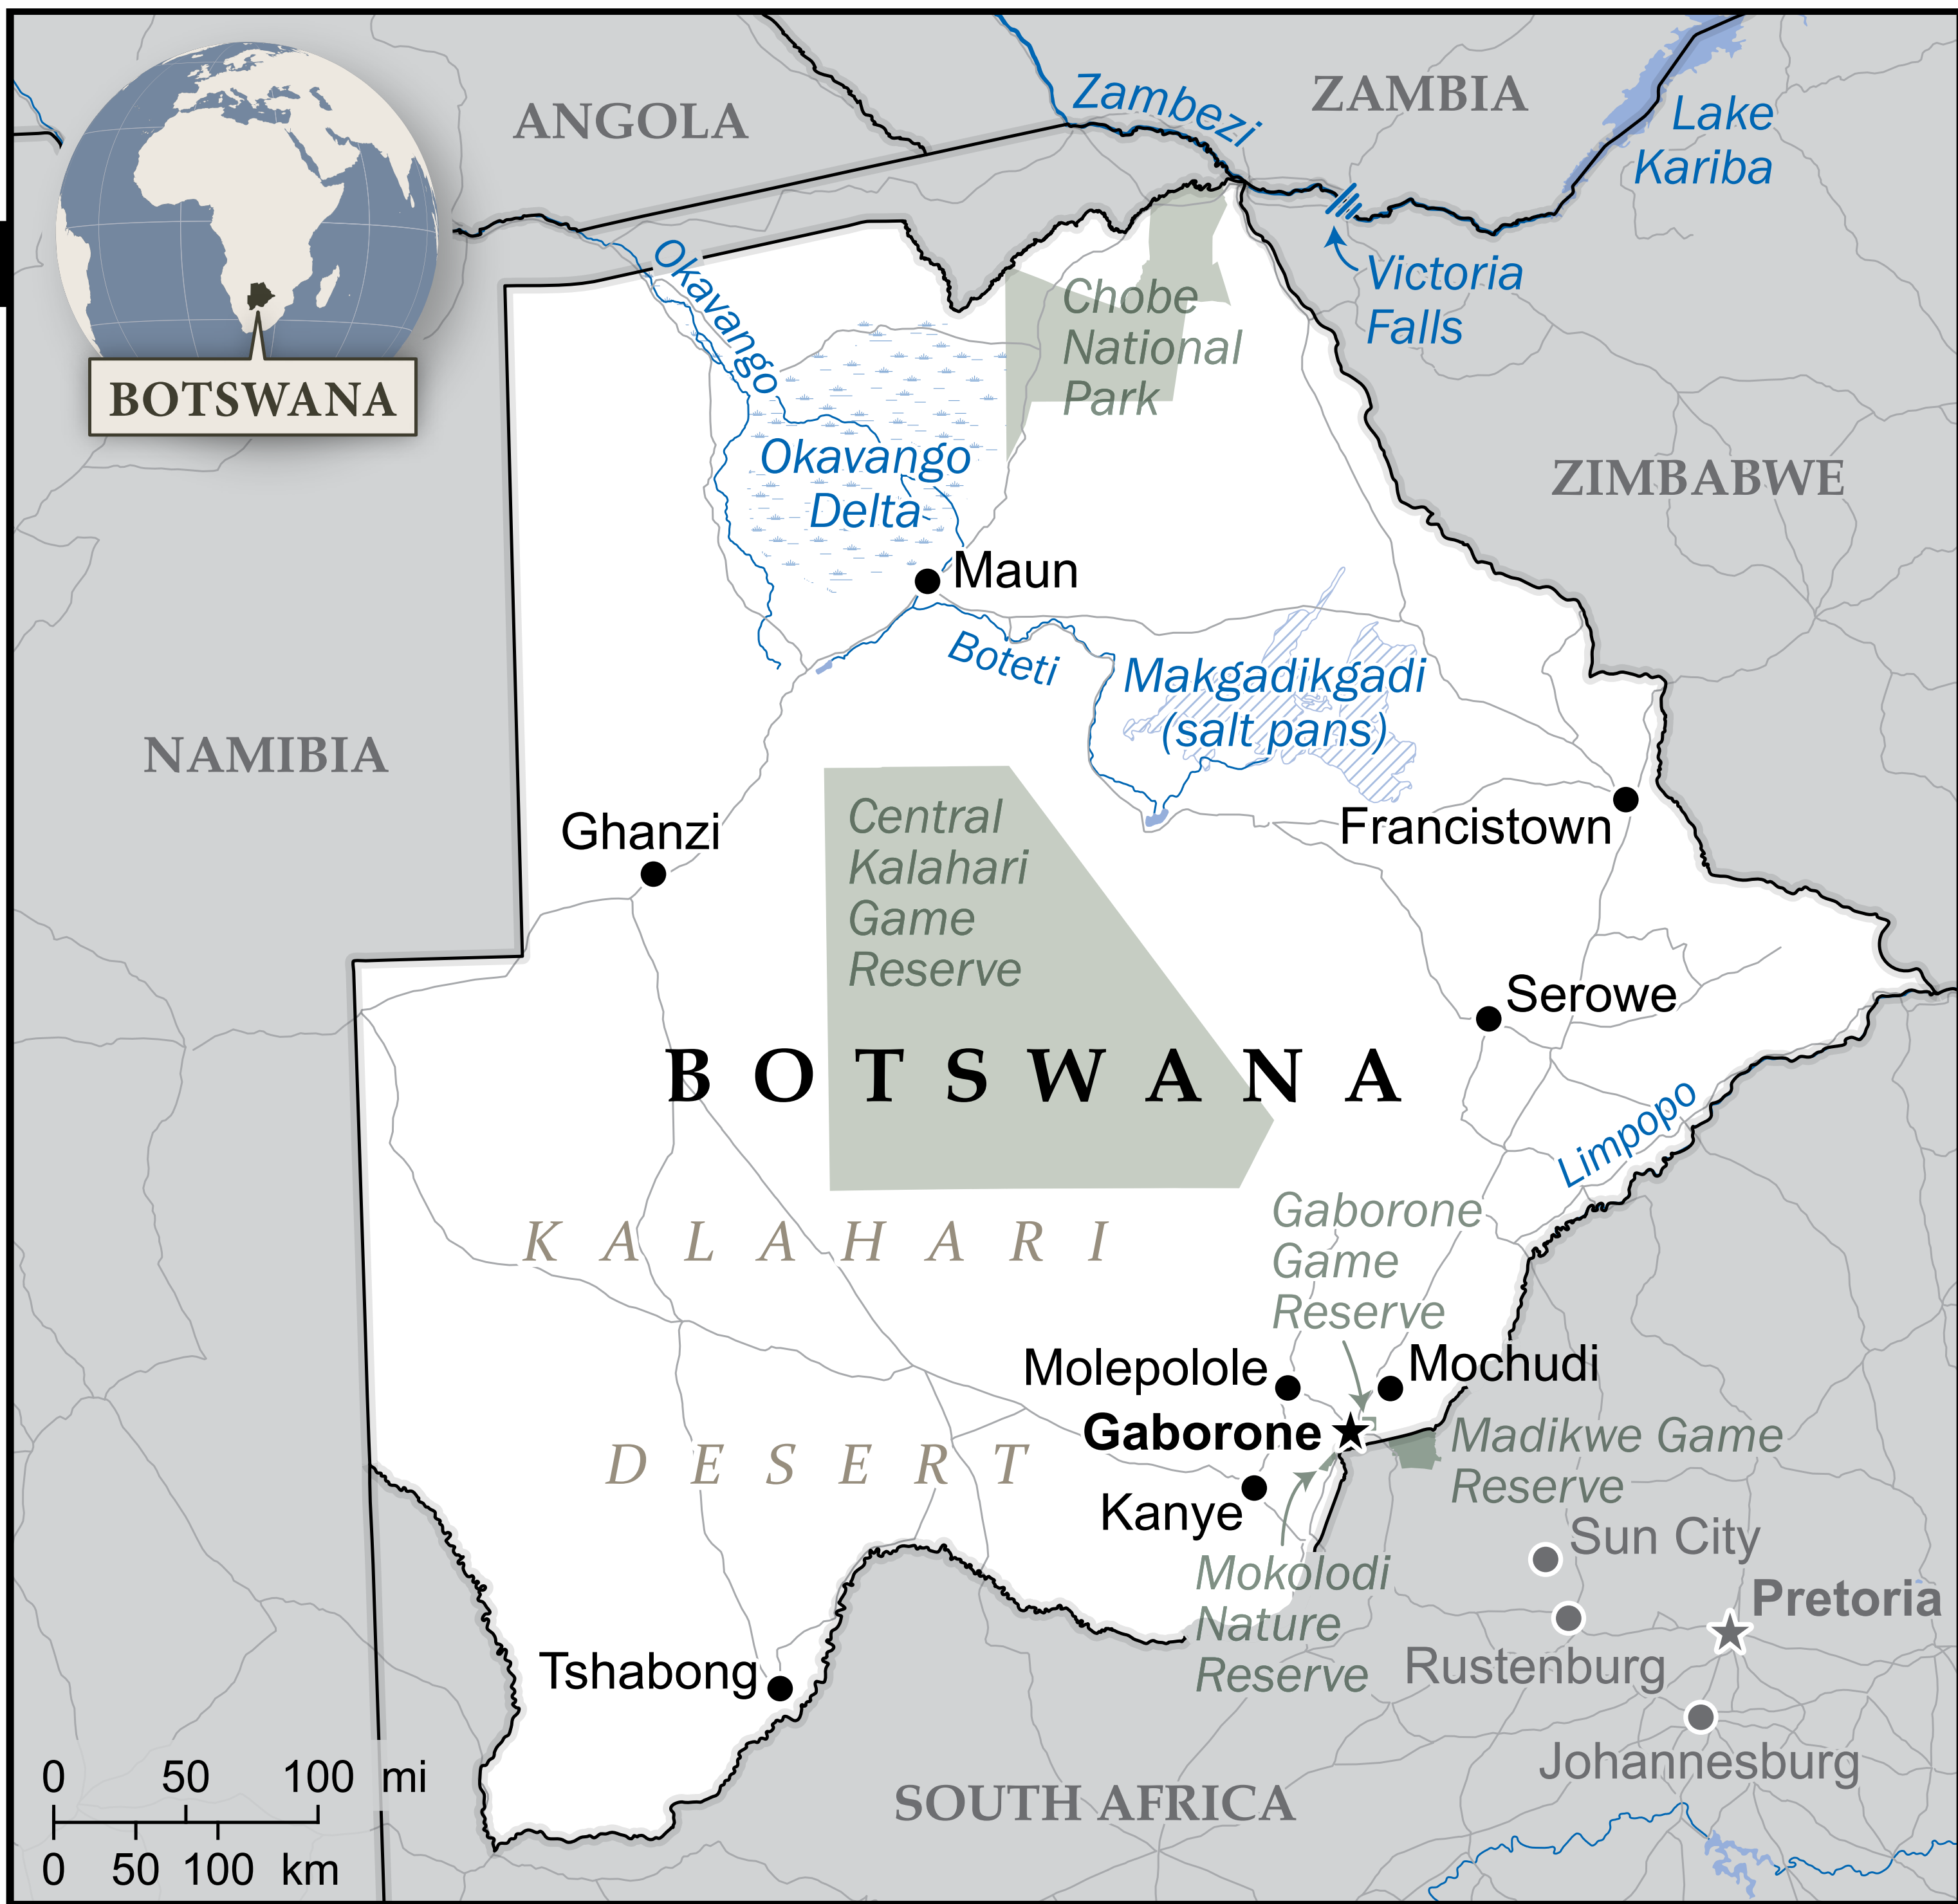 ANGOLA
ZAMBIA
Zambezi
Lake
Kariba
Victoria
Falls
Okavango
Chobe
National
Park
BOTSWANA
Okavango
Delta
ZIMBABWE
Maun
Boteti
Makgadikgadi
(salt pans)
NAMIBIA
Ghanzi
Central
Kalahari
Game
Reserve
Francistown
Serowe
BOTSWANA
Limpopo
KALAHARI
DESERT
Gaborone
Game
Reserve
Molepolole
Mochudi
Gaborone
Madikwe Game
Reserve
Kanye
Mokolodi
Nature
Reserve
Sun City
Pretoria
Rustenburg
Johannesburg
Tshabong
SOUTH AFRICA
0 50 100 mi
0 50 100 km